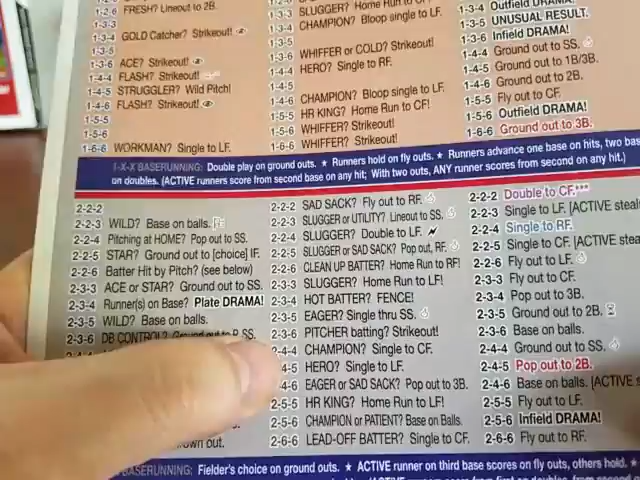 1-2-6 FRESH? Lineout to 2B.
1-3-3
1-3-4 GOLD Catcher? Strikeout!
1-3-5
1-3-6 ACE? Strikeout!
1-4-4 FLASH? Strikeout!
1-4-5 STRUGGLER? Wild Pitch!
1-4-6 FLASH? Strikeout!
1-5-5
1-5-6
1-6-6 WORKMAN? Single to LF.
1-3-3 SLUGGER? Home Run to
1-3-4 CHAMPION? Bloop single to LF.
1-3-5
1-3-6 WHIFFER or COLD? Strikeout!
1-4-4 HERO? Single to RF.
1-4-5
1-4-6 CHAMPION? Bloop single to LF.
1-5-5 HR KING? Home Run to CF!
1-5-6 WHIFFER? Strikeout!
1-6-6 WHIFFER? Strikeout!
1-3-4 Outfield DRAMA!
1-3-5 UNUSUAL RESULT.
1-3-6 Infield DRAMA!
1-4-4 Ground out to SS.
1-4-5 Ground out to 1B/3B.
1-4-6 Ground out to 2B.
1-5-5 Fly out to CF.
1-5-6 Outfield DRAMA!
1-6-6 Ground out to 3B.
1-X-X BASERUNNING: Double play on ground outs. ★ Runners hold on fly outs. ★ Runners advance one base on hits, two bas
on doubles. (ACTIVE runners score from second base on any hit; With two outs, ANY runner scores from second on any hit.)
2-2-2
2-2-3 WILD? Base on balls.
2-2-4 Pitching at HOME? Pop out to SS.
2-2-5 STAR? Ground out to [choice] IF.
2-2-6 Batter Hit by Pitch? (see below)
2-3-3 ACE or STAR? Ground out to SS.
2-3-4 Runner(s) on Base? Plate DRAMA!
2-3-5 WILD? Base on balls.
2-3-6 DB CONTROL? Ground out to P, SS.
own out.
2-2-2 SAD SACK? Fly out to RF.
2-2-3 SLUGGER or UTILITY? Lineout to SS.
2-2-4 SLUGGER? Double to LF.
2-2-5 SLUGGER or SAD SACK? Pop out, RF.
2-2-6 CLEAN UP BATTER? Home Run to RF!
2-3-3 SLUGGER? Home Run to LF!
2-3-4 HOT BATTER? FENCE!
2-3-5 EAGER? Single thru SS.
2-3-6 PITCHER batting? Strikeout!
2-4-4 CHAMPION? Single to CF.
4-5 HERO? Single to LF.
4-6 EAGER or SAD SACK? Pop out to 3B.
2-5-5 HR KING? Home Run to LF!
2-5-6 CHAMPION or PATIENT? Base on Balls.
2-6-6 LEAD-OFF BATTER? Single to CF.
2-2-2 Double to CF.***
2-2-3 Single to LF. [ACTIVE steal
2-2-4 Single to RF.
2-2-5 Single to CF. [ACTIVE stea
2-2-6 Fly out to LF.
2-3-3 Fly out to CF.
2-3-4 Pop out to 3B.
2-3-5 Ground out to 2B.
2-3-6 Base on balls.
2-4-4 Ground out to SS.
2-4-5 Pop out to 2B.
2-4-6 Base on balls. [ACTIVE s
2-5-5 Fly out to LF.
2-5-6 Infield DRAMA!
2-6-6 Fly out to RF.
BASERUNNING: Fielder's choice on ground outs. ★ ACTIVE runner on third base scores on fly outs, others hold. ★